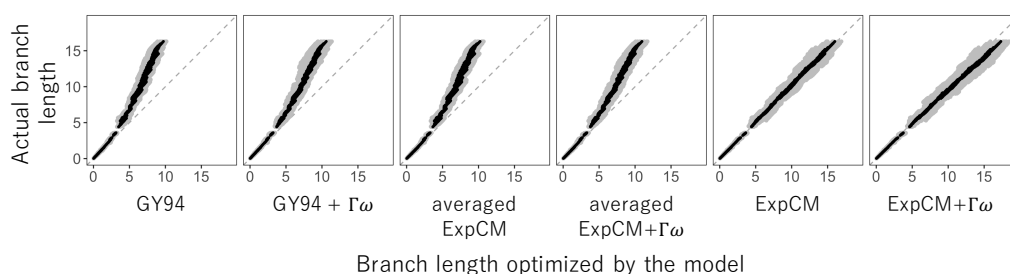 Actual branch
length
15
10
5
0
0 5 10 15 0 5 10 15 0 5 10 15 0 5 10 15 0 5 10 15 0 5 10 15
GY94 GY94 + Γω averaged averaged ExpCM ExpCM+Γω
ExpCM ExpCM+Γω
Branch length optimized by the model